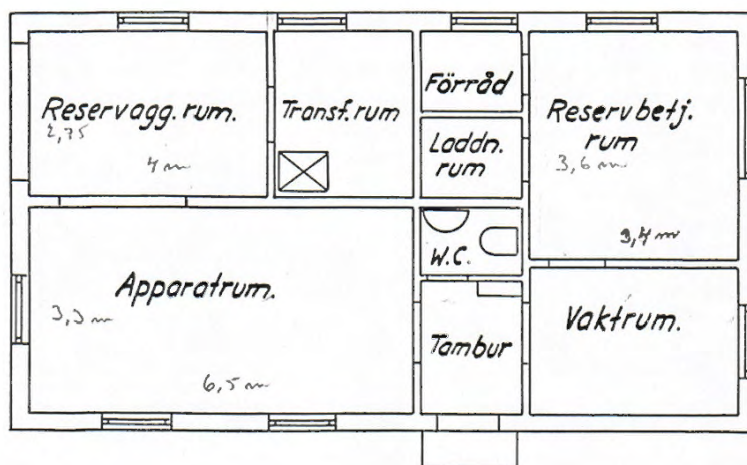 Reservagg.rum.
2,75
4 m
Transf.rum
Förråd
Laddn.
rum
Reservbetj.
rum
3,6 m
3,4 m
W.C.
Apparatrum.
3,3 m
6,5 m
Tambur
Vaktrum.